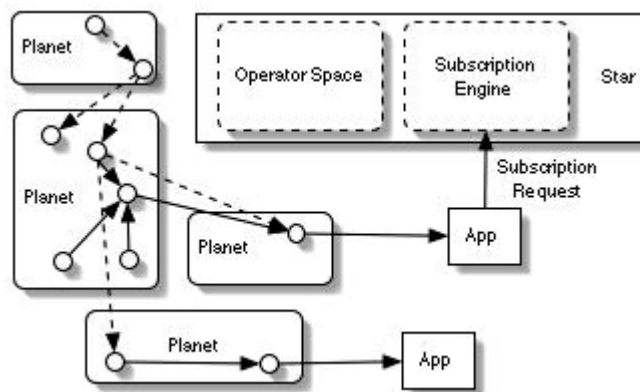 Planet
Operator Space
Subscription
Engine
Star
Planet
Subscription
Request
Planet
App
Planet
App